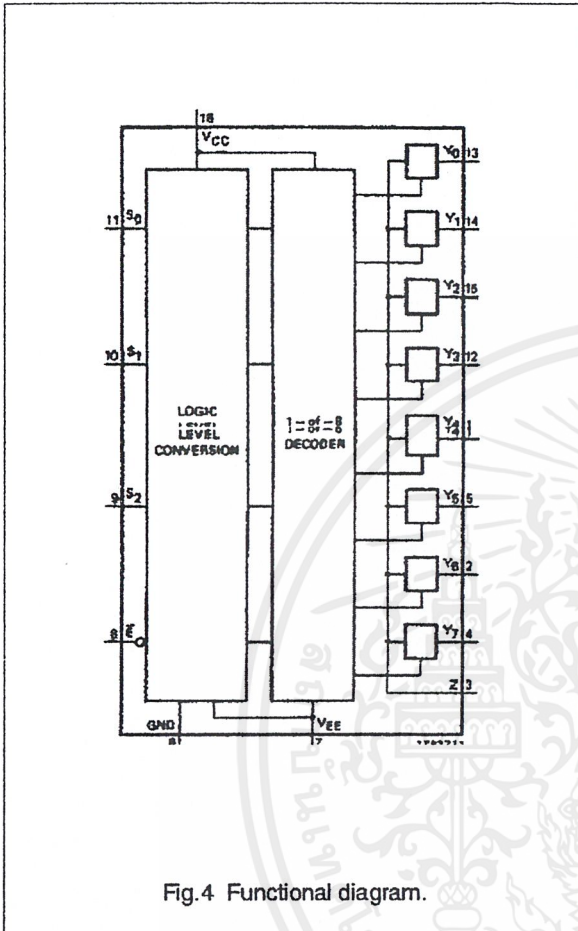 16
VCC
Y0 13
11 S0
Y1 14
Y2 15
10 S1
Y3 12
LOGIC
LEVEL
CONVERSION
1-of-8
DECODER
Y4 1
9 S2
Y5 5
Y6 2
6 E̅
Y7 4
Z 3
GND
8
VEE
7
Fig.4 Functional diagram.